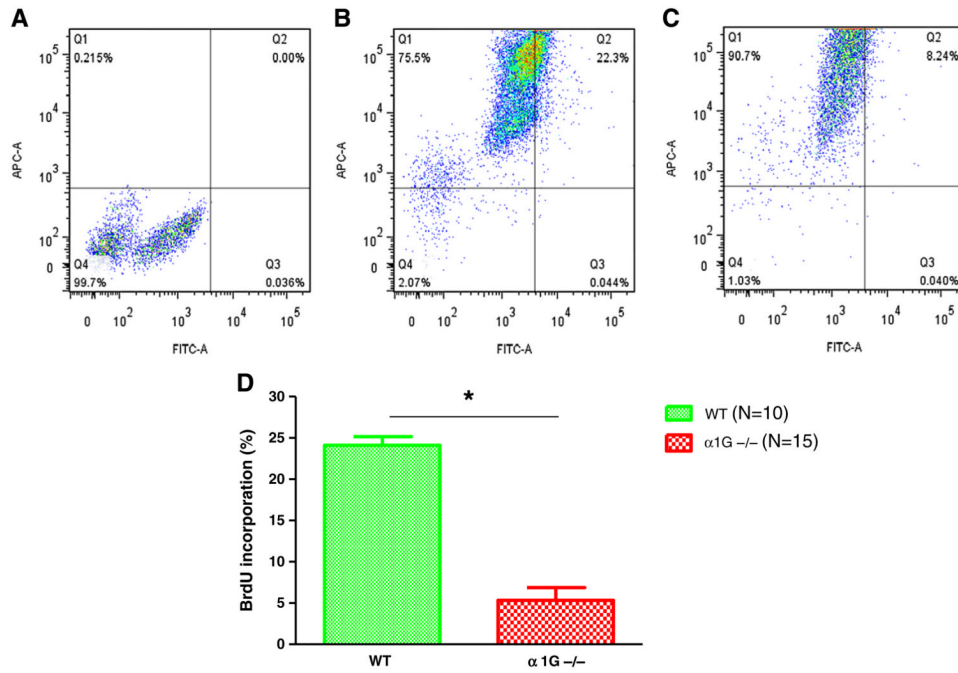 A
Q1
0.215%
Q2
0.00%
10^5
10^4
10^3
10^2
0
APC-A
Q4
99.7%
Q3
0.036%
0 10^2 10^3 10^4 10^5
FITC-A
B
Q1
75.5%
Q2
22.3%
10^5
10^4
10^3
10^2
0
APC-A
Q4
2.07%
Q3
0.044%
0 10^2 10^3 10^4 10^5
FITC-A
C
Q1
90.7%
Q2
8.24%
10^5
10^4
10^3
10^2
0
APC-A
Q4
1.03%
Q3
0.040%
0 10^2 10^3 10^4 10^5
FITC-A
D
30
25
20
15
10
5
0
BrdU incorporation (%)
*
WT
α 1G −/−
WT (N=10)
α1G −/− (N=15)